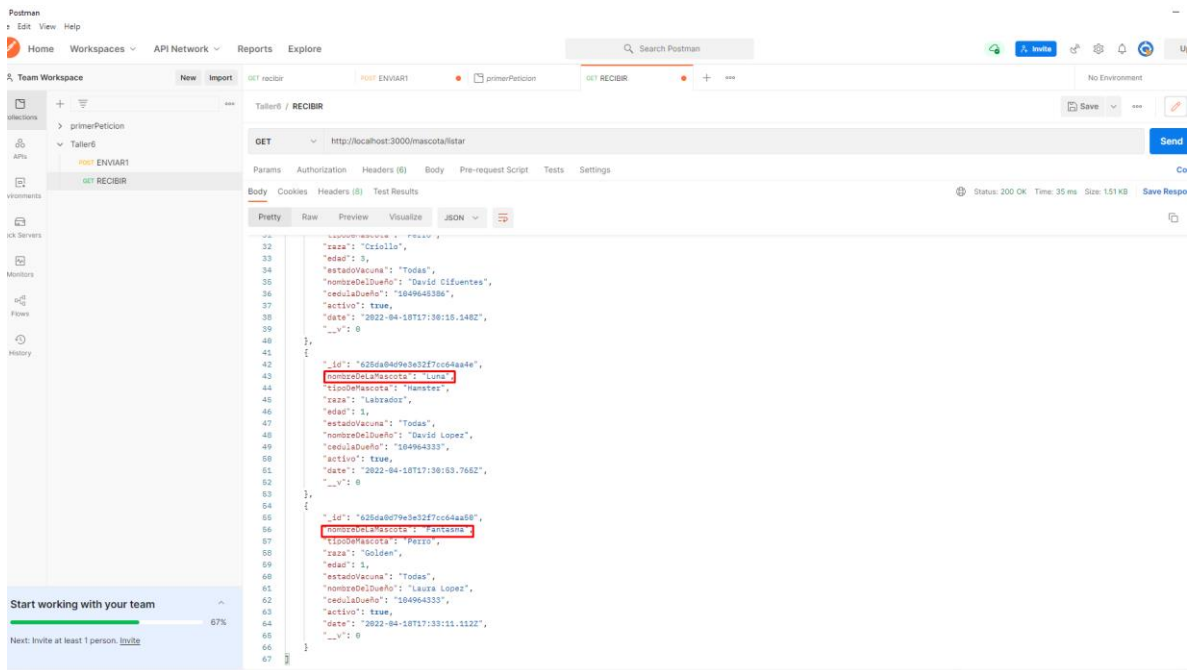 Postman
Edit View Help
Home Workspaces API Network Reports Explore
Search Postman
Invite
Team Workspace
New Import
GET recibir
POST ENVIAR1
primerPeticion
GET RECIBIR
No Environment
Taller6 / RECIBIR
Save
primerPeticion
Taller6
POST ENVIAR1
GET RECIBIR
APIs
Monitors
Flows
History
GET http://localhost:3000/mascota/listar
Send
Params Authorization Headers (6) Body Pre-request Script Tests Settings
Body Cookies Headers (8) Test Results
Status: 200 OK Time: 35 ms Size: 1.51 KB Save Respo
Pretty Raw Preview Visualize JSON
32 "raza": "Criollo",
33 "edad": 3,
34 "estadoVacuna": "Todas",
35 "nombreDelDueño": "David Cifuentes",
36 "cedulaDueño": "1049645386",
37 "activo": true,
38 "date": "2022-04-18T17:30:15.148Z",
39 "__v": 0
40 },
41 {
42 "_id": "625da04d9e3e32f7cc64aa4e",
43 "nombreDeLaMascota": "Luna",
44 "tipoDeMascota": "Hamster",
45 "raza": "Labrador",
46 "edad": 1,
47 "estadoVacuna": "Todas",
48 "nombreDelDueño": "David Lopez",
49 "cedulaDueño": "104964333",
50 "activo": true,
51 "date": "2022-04-18T17:30:53.765Z",
52 "__v": 0
53 },
54 {
55 "_id": "625da0d79e3e32f7cc64aa50",
56 "nombreDeLaMascota": "Fantasma",
57 "tipoDeMascota": "Perro",
58 "raza": "Golden",
59 "edad": 1,
60 "estadoVacuna": "Todas",
61 "nombreDelDueño": "Laura Lopez",
62 "cedulaDueño": "104964333",
63 "activo": true,
64 "date": "2022-04-18T17:33:11.112Z",
65 "__v": 0
66 }
67 ]
Start working with your team
67%
Next: Invite at least 1 person. Invite